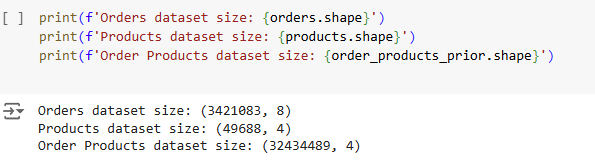 [ ] print(f'Orders dataset size: {orders.shape}')
print(f'Products dataset size: {products.shape}')
print(f'Order Products dataset size: {order_products_prior.shape}')
Orders dataset size: (3421083, 8)
Products dataset size: (49688, 4)
Order Products dataset size: (32434489, 4)